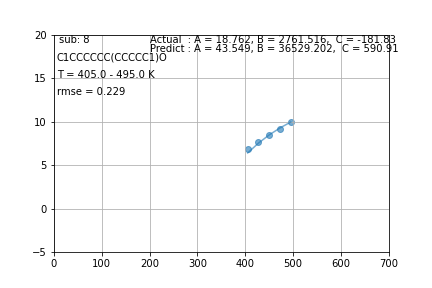 sub: 8
Actual : A = 18.762, B = 2761.516, C = -181.83
Predict : A = 43.549, B = 36529.202, C = 590.91
C1CCCCCC(CCCCC1)O
T = 405.0 - 495.0 K
rmse = 0.229
20
15
10
5
0
−5
0 100 200 300 400 500 600 700